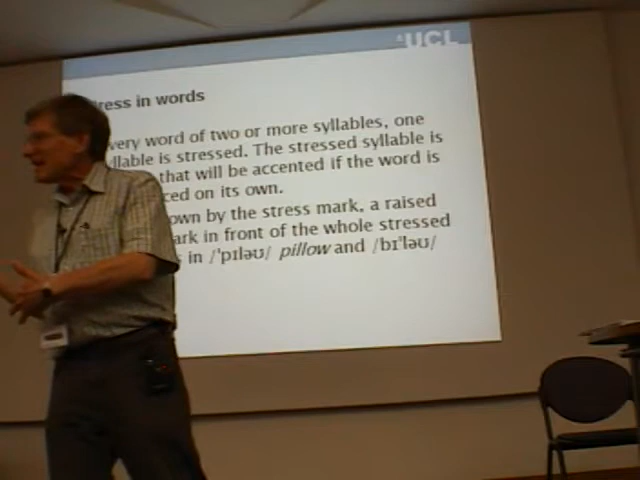 UCL
ress in words
very word of two or more syllables, one
llable is stressed. The stressed syllable is
that will be accented if the word is
ced on its own.
own by the stress mark, a raised
ark in front of the whole stressed
s in /ˈpɪləʊ/ pillow and /bɪˈləʊ/